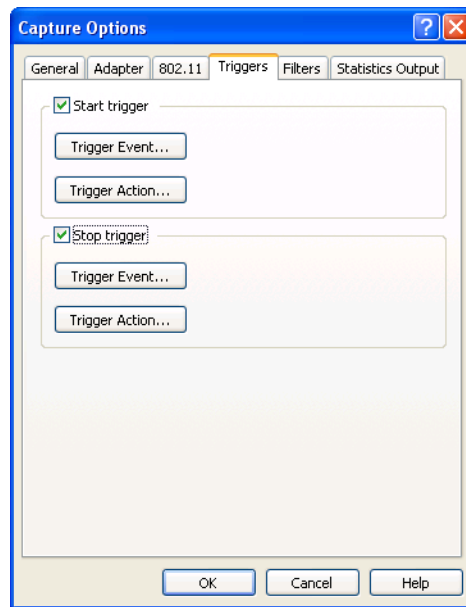 Capture Options
General Adapter 802.11 Triggers Filters Statistics Output
Start trigger
Trigger Event...
Trigger Action...
Stop trigger
Trigger Event...
Trigger Action...
OK Cancel Help